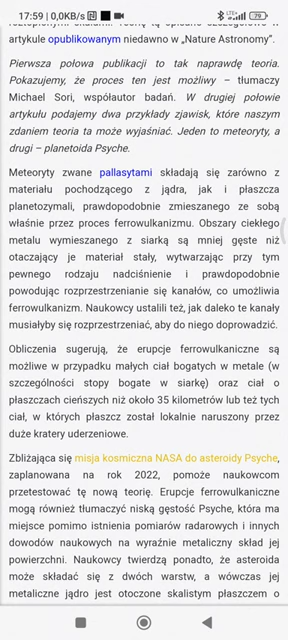 17:59 | 0,0KB/s
LTE+
79
artykule opublikowanym niedawno w „Nature Astronomy”.
Pierwsza połowa publikacji to tak naprawdę teoria.
Pokazujemy, że proces ten jest możliwy – tłumaczy
Michael Sori, współautor badań. W drugiej połowie
artykułu podajemy dwa przykłady zjawisk, które naszym
zdaniem teoria ta może wyjaśniać. Jeden to meteoryty, a
drugi – planetoida Psyche.
Meteoryty zwane pallasytami składają się zarówno z
materiału pochodzącego z jądra, jak i płaszcza
planetozymali, prawdopodobnie zmieszanego ze sobą
właśnie przez proces ferrowulkanizmu. Obszary ciekłego
metalu wymieszanego z siarką są mniej gęste niż
otaczający je materiał stały, wytwarzając przy tym
pewnego rodzaju nadciśnienie i prawdopodobnie
powodując rozprzestrzenianie się kanałów, co umożliwia
ferrowulkanizm. Naukowcy ustalili też, jak daleko te kanały
musiałyby się rozprzestrzeniać, aby do niego doprowadzić.
Obliczenia sugerują, że erupcje ferrowulkaniczne są
możliwe w przypadku małych ciał bogatych w metale (w
szczególności stopy bogate w siarkę) oraz ciał o
płaszczach cieńszych niż około 35 kilometrów lub też tych
ciał, w których płaszcz został lokalnie naruszony przez
duże kratery uderzeniowe.
Zbliżająca się misja kosmiczna NASA do asteroidy Psyche,
zaplanowana na rok 2022, pomoże naukowcom
przetestować tę nową teorię. Erupcje ferrowulkaniczne
mogą również tłumaczyć niską gęstość Psyche, która ma
miejsce pomimo istnienia pomiarów radarowych i innych
dowodów naukowych na wyraźnie metaliczny skład jej
powierzchni. Naukowcy twierdzą ponadto, że asteroida
może składać się z dwóch warstw, a wówczas jej
metaliczne jądro jest otoczone skalistym płaszczem o